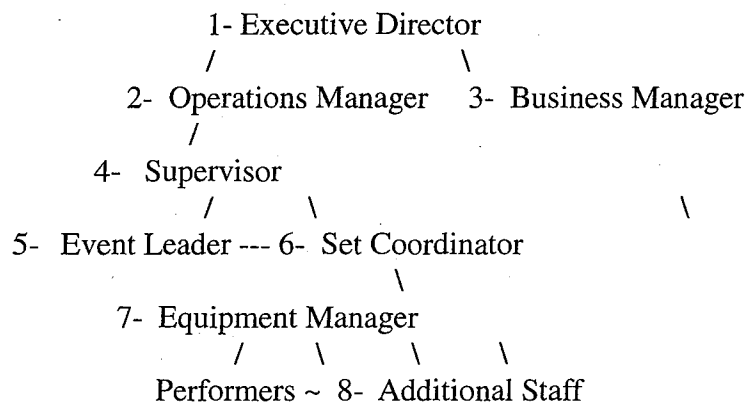 1- Executive Director
/ \
2- Operations Manager 3- Business Manager
/
4- Supervisor
/ \ \
5- Event Leader --- 6- Set Coordinator
\
7- Equipment Manager
/ \ \ \
Performers ~ 8- Additional Staff